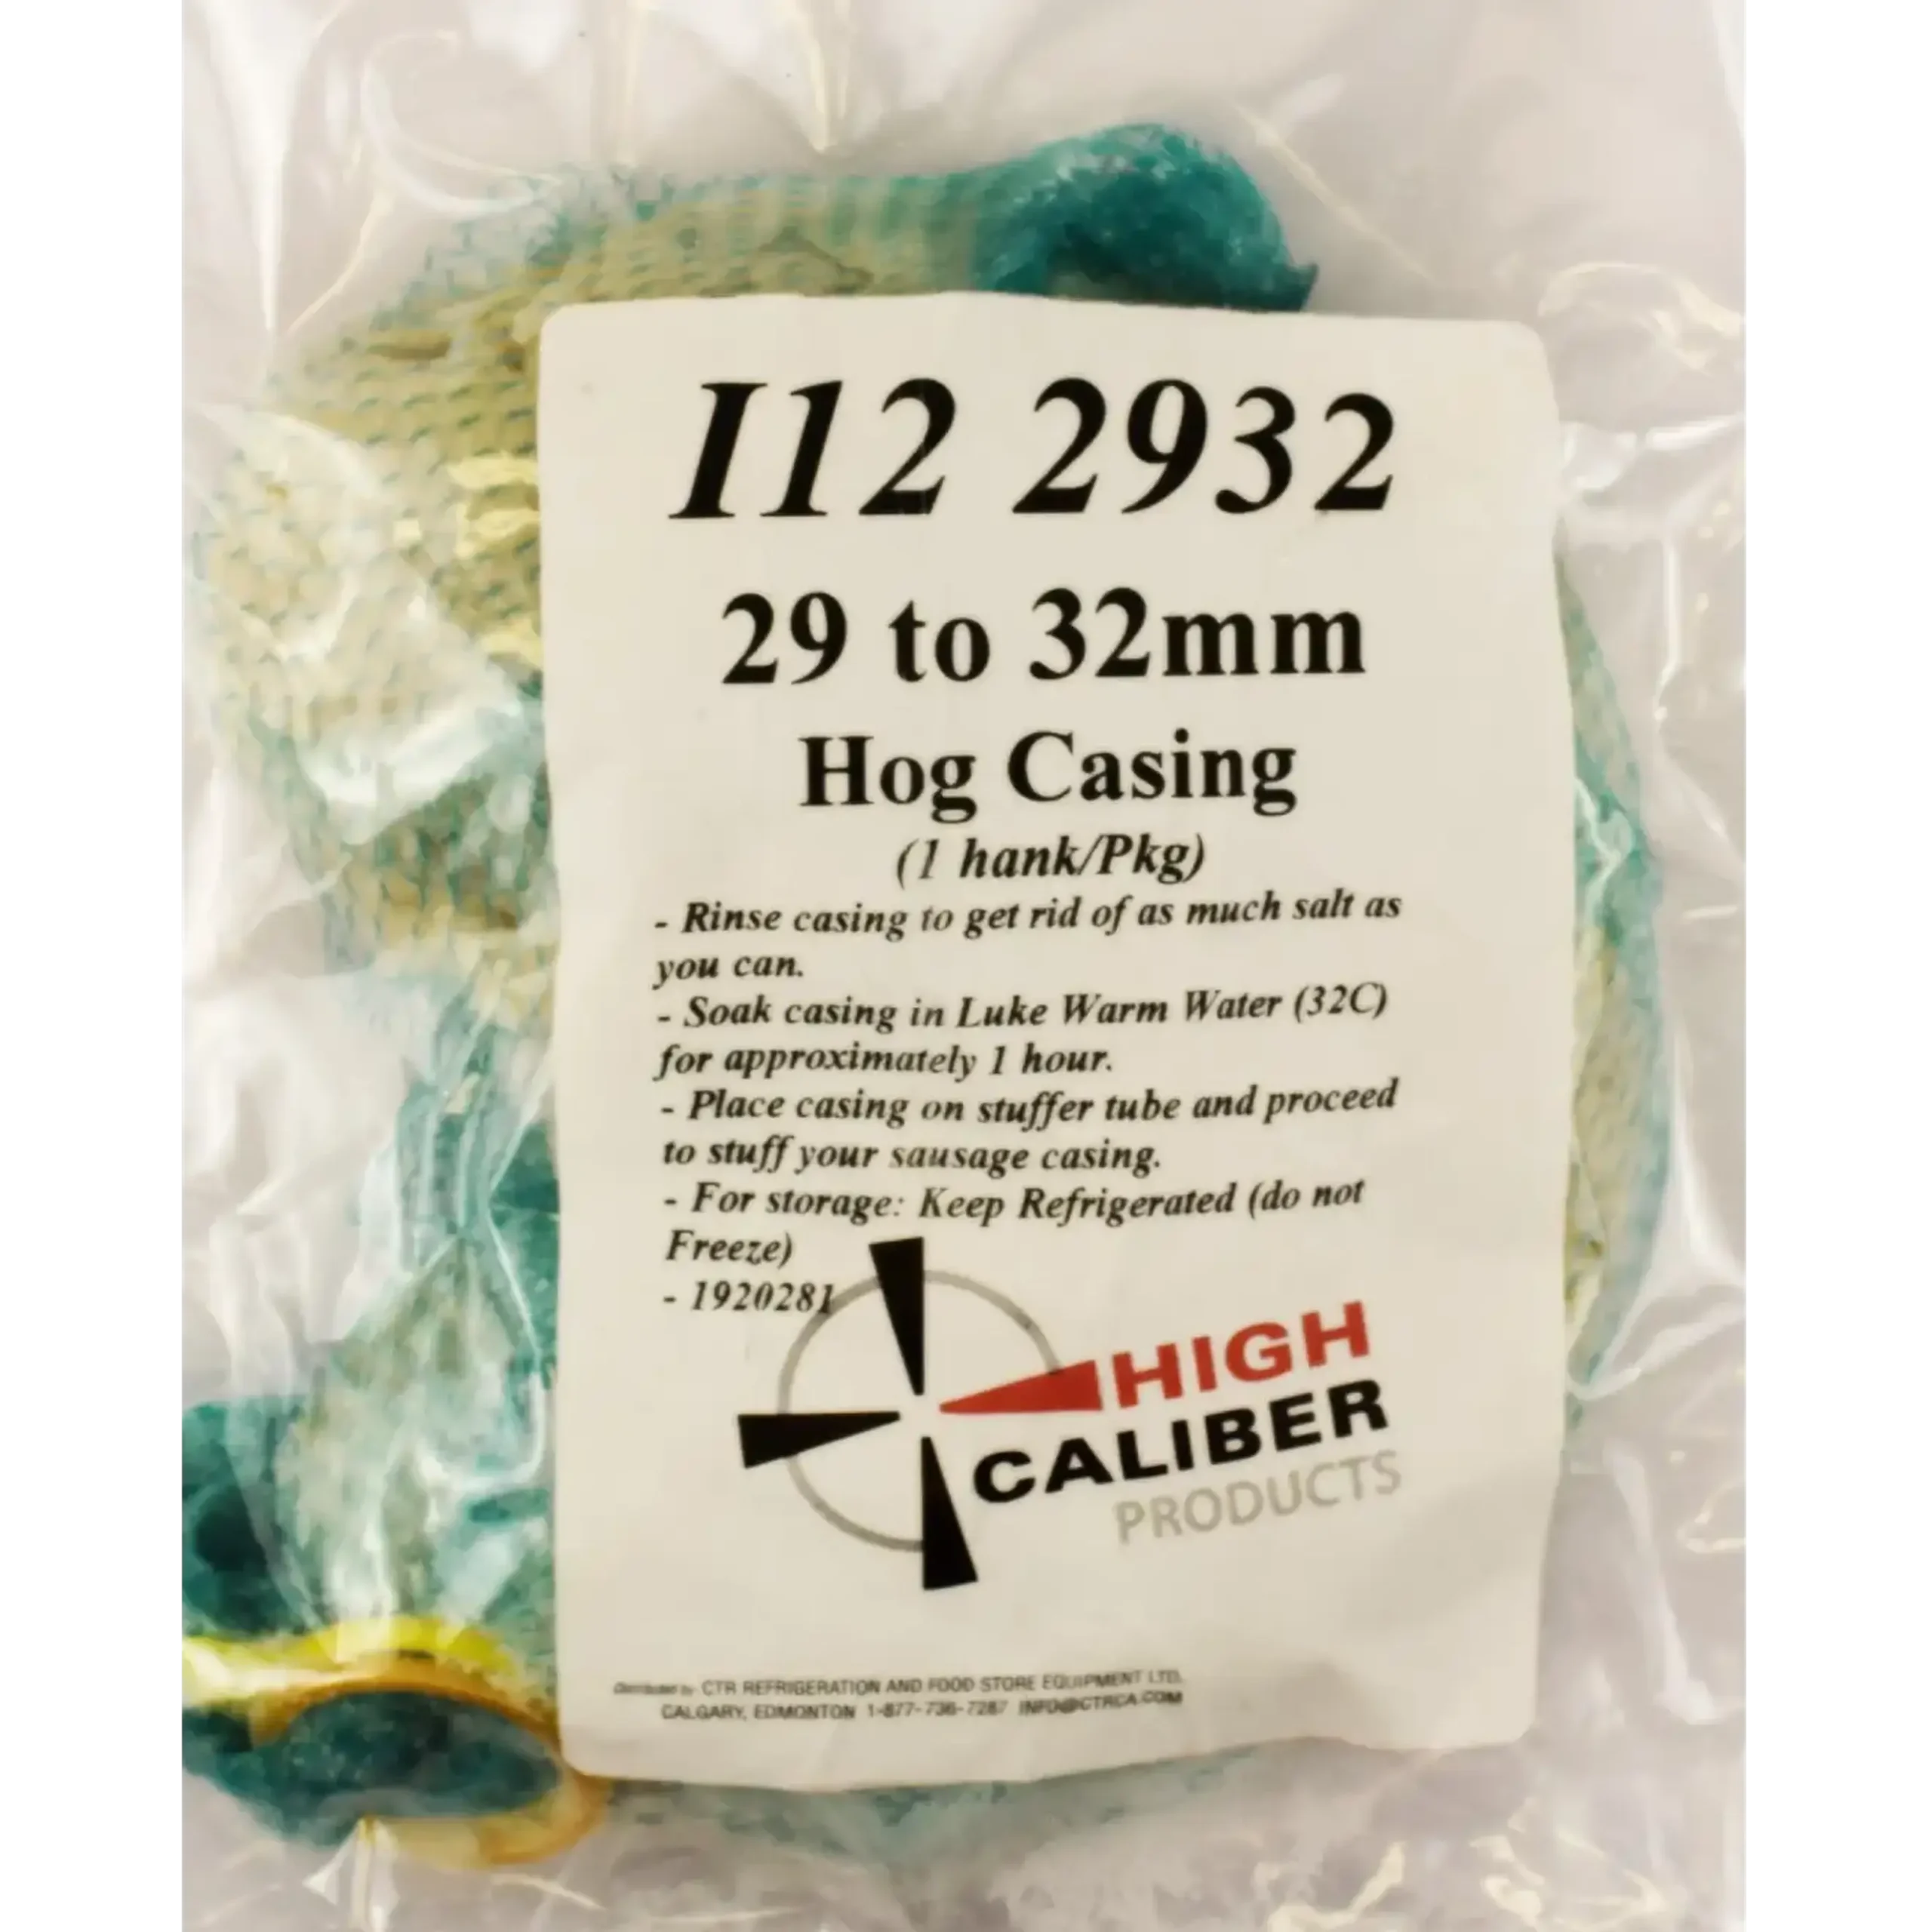 I12 2932
29 to 32mm
Hog Casing
(1 hank/Pkg)
- Rinse casing to get rid of as much salt as
you can.
- Soak casing in Luke Warm Water (32C)
for approximately 1 hour.
- Place casing on stuffer tube and proceed
to stuff your sausage casing.
- For storage: Keep Refrigerated (do not
Freeze)
- 1920281
HIGH
CALIBER
PRODUCTS
Distributed by CTR REFRIGERATION AND FOOD STORE EQUIPMENT LTD.
CALGARY, EDMONTON 1-877-736-7287 INFO@CTRCA.COM